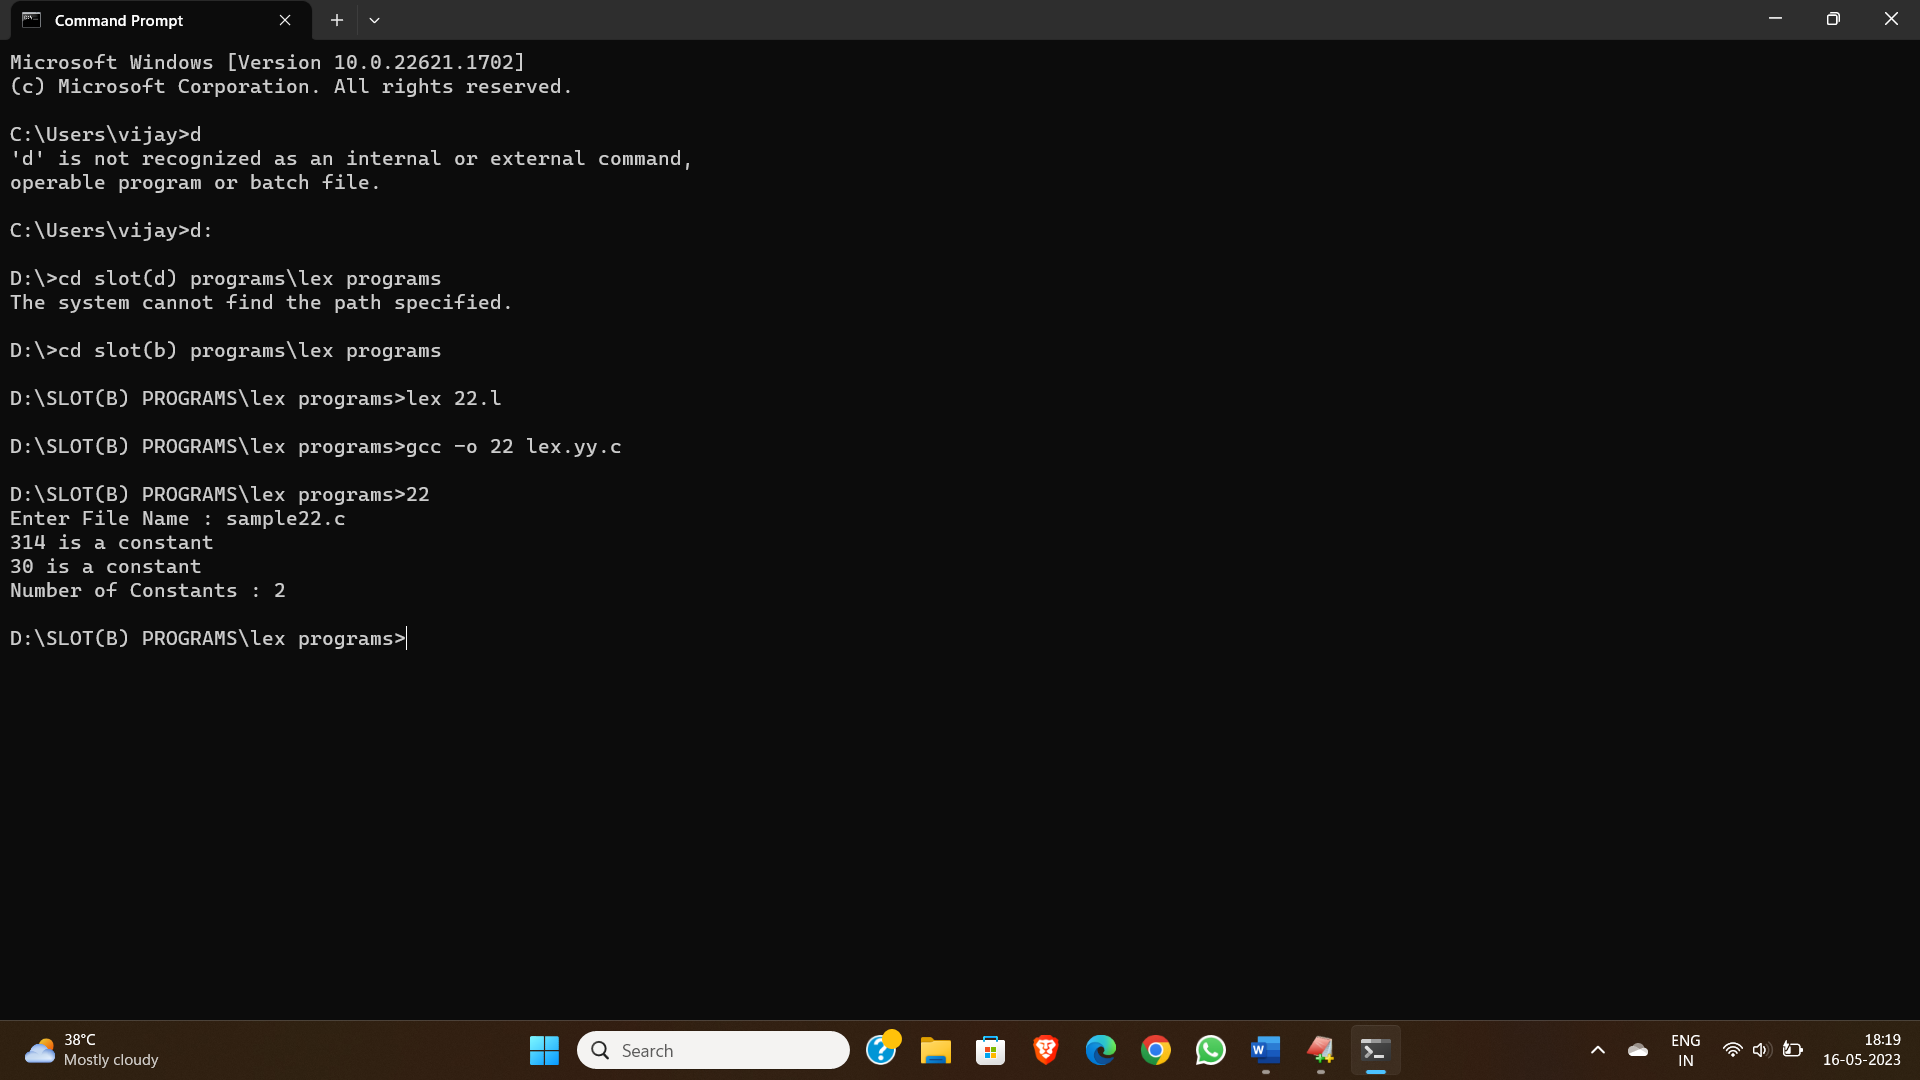 Command Prompt
Microsoft Windows [Version 10.0.22621.1702]
(c) Microsoft Corporation. All rights reserved.
C:\Users\vijay>d
'd' is not recognized as an internal or external command,
operable program or batch file.
C:\Users\vijay>d:
D:\>cd slot(d) programs\lex programs
The system cannot find the path specified.
D:\>cd slot(b) programs\lex programs
D:\SLOT(B) PROGRAMS\lex programs>lex 22.l
D:\SLOT(B) PROGRAMS\lex programs>gcc -o 22 lex.yy.c
D:\SLOT(B) PROGRAMS\lex programs>22
Enter File Name : sample22.c
314 is a constant
30 is a constant
Number of Constants : 2
D:\SLOT(B) PROGRAMS\lex programs>
38°C
Mostly cloudy
Search
ENG
IN
18:19
16-05-2023